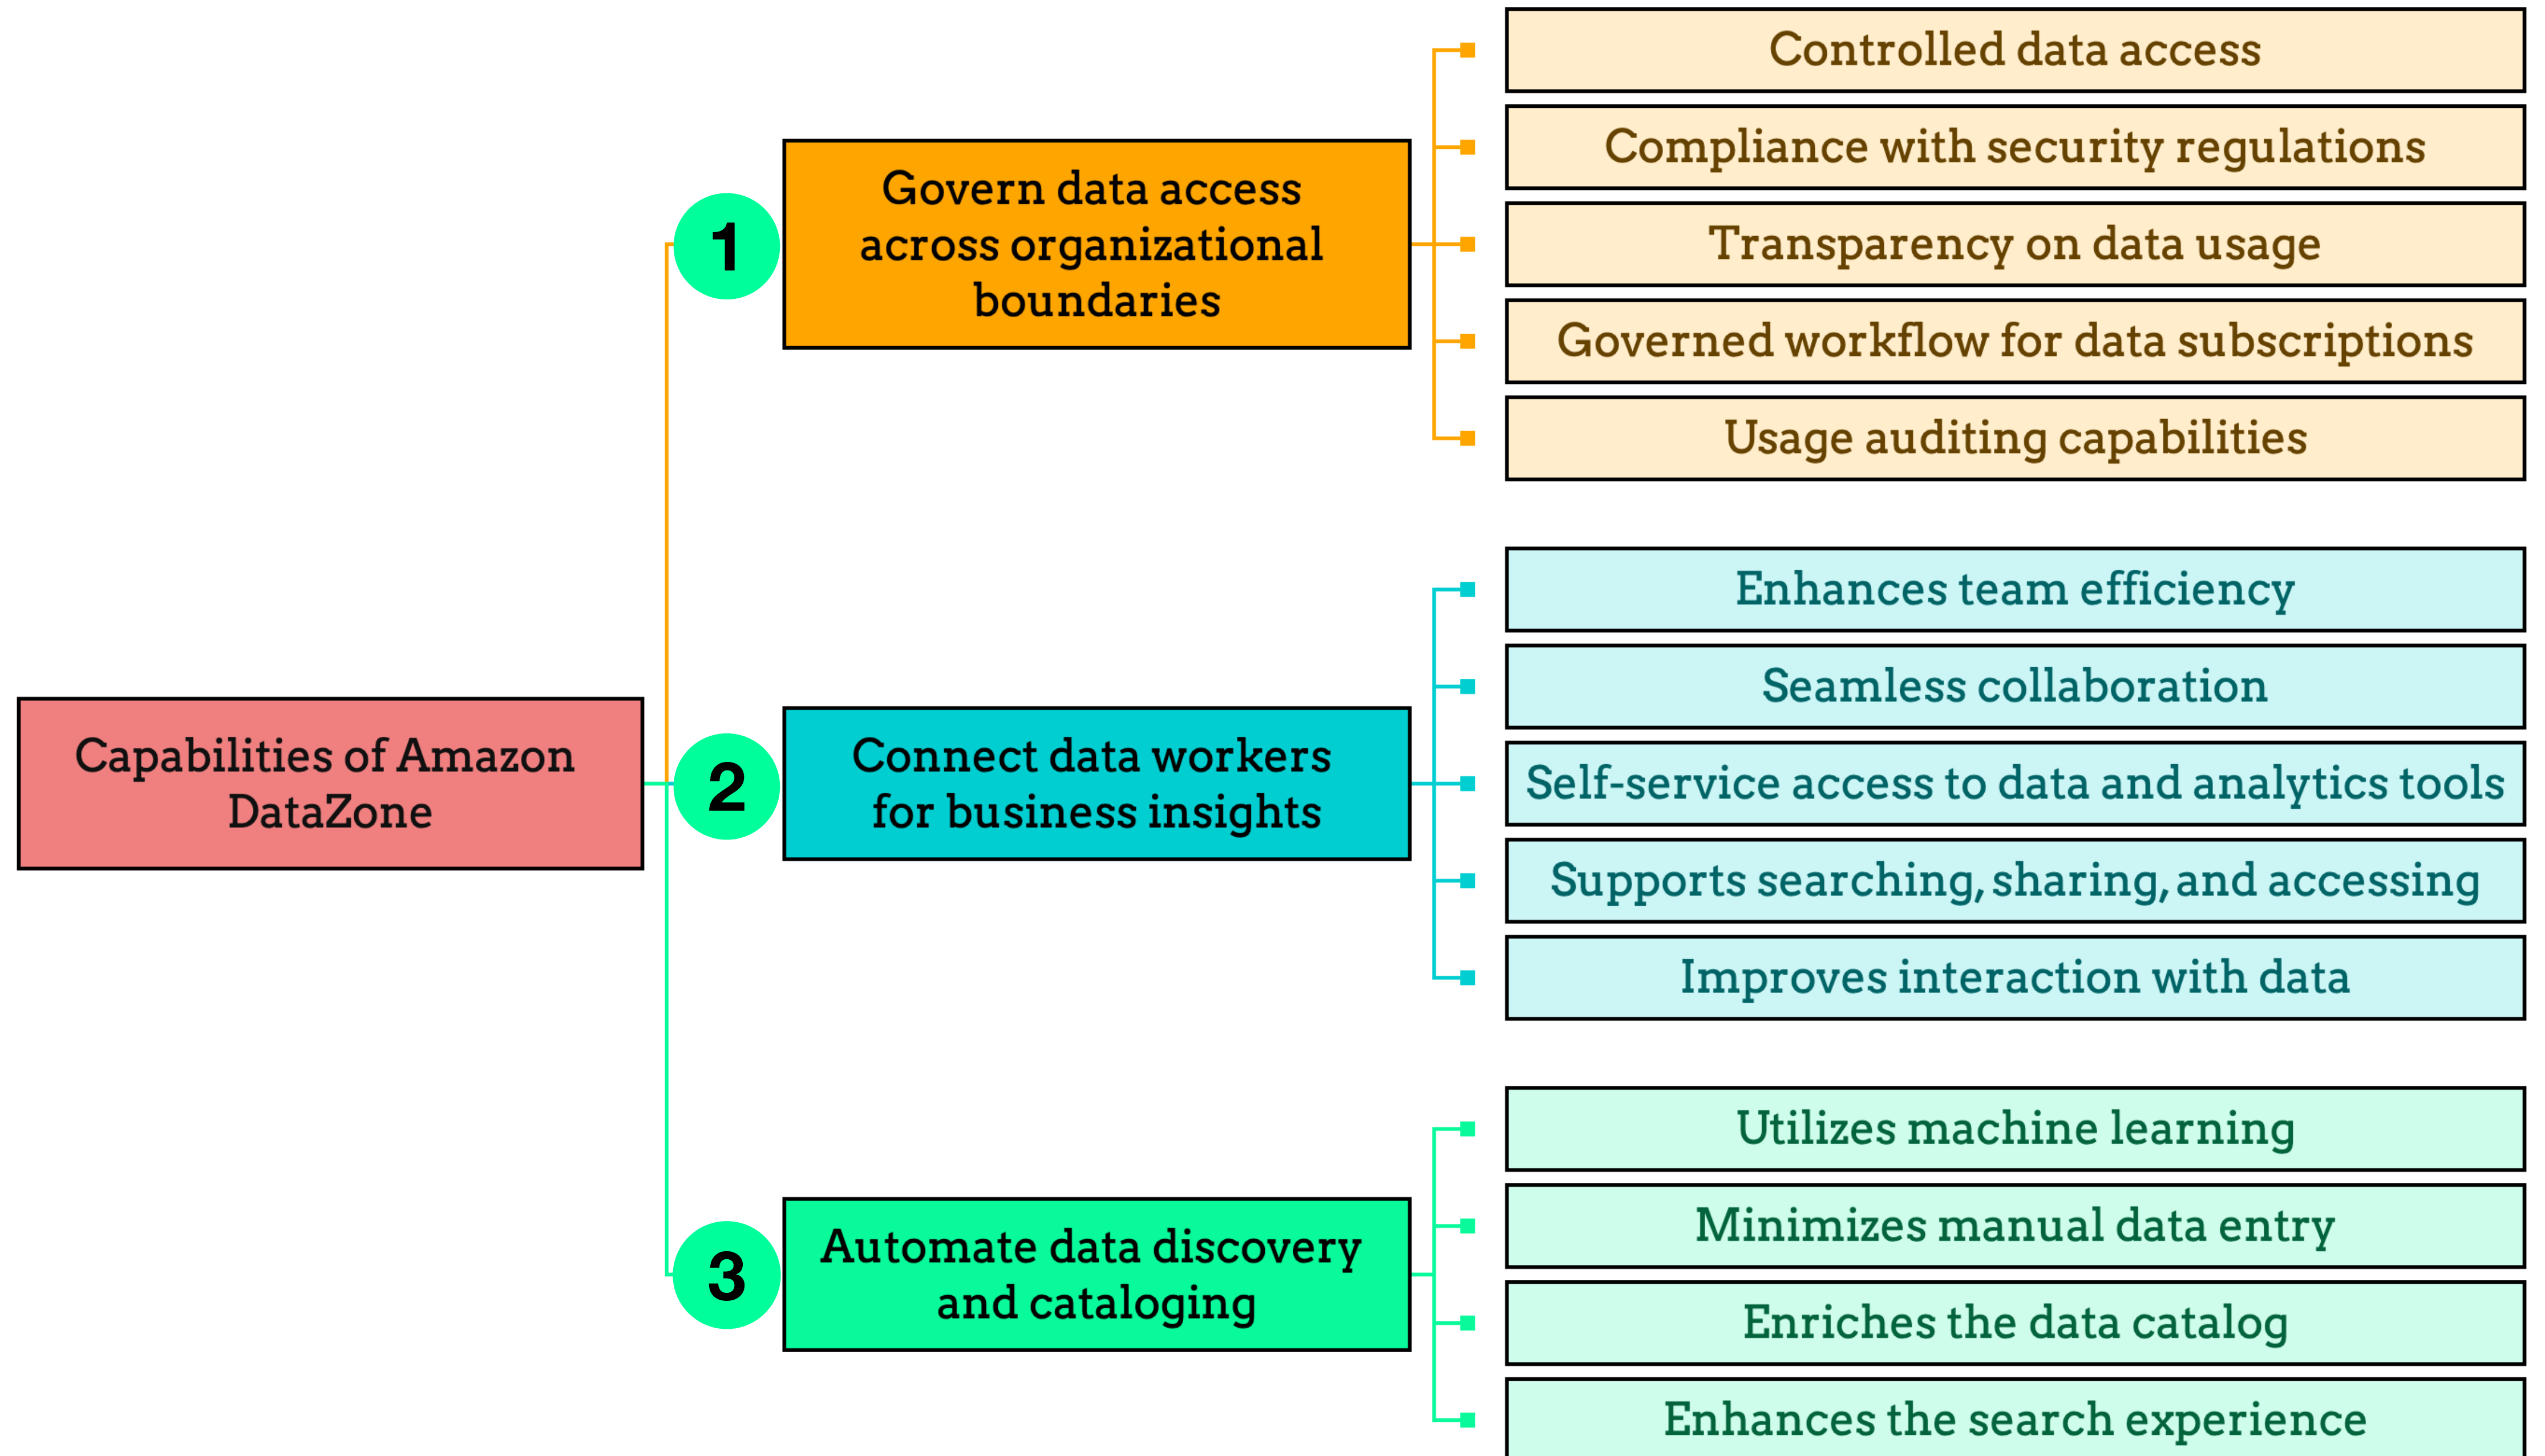 Capabilities of Amazon
DataZone
1
Govern data access
across organizational
boundaries
Controlled data access
Compliance with security regulations
Transparency on data usage
Governed workflow for data subscriptions
Usage auditing capabilities
2
Connect data workers
for business insights
Enhances team efficiency
Seamless collaboration
Self-service access to data and analytics tools
Supports searching, sharing, and accessing
Improves interaction with data
3
Automate data discovery
and cataloging
Utilizes machine learning
Minimizes manual data entry
Enriches the data catalog
Enhances the search experience